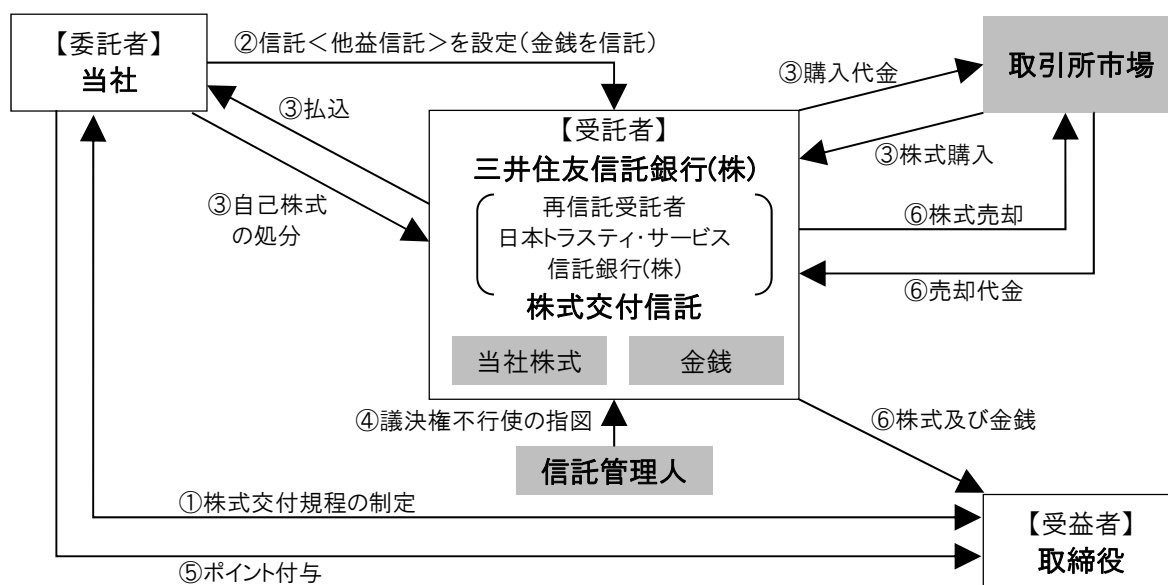 【委託者】
当社
②信託＜他益信託＞を設定（金銭を信託）
③払込
③自己株式
の処分
【受託者】
三井住友信託銀行(株)
再信託受託者
日本トラスティ・サービス
信託銀行(株)
株式交付信託
当社株式
金銭
③購入代金
取引所市場
③株式購入
⑥株式売却
⑥売却代金
④議決権不行使の指図
信託管理人
⑥株式及び金銭
①株式交付規程の制定
⑤ポイント付与
【受益者】
取締役